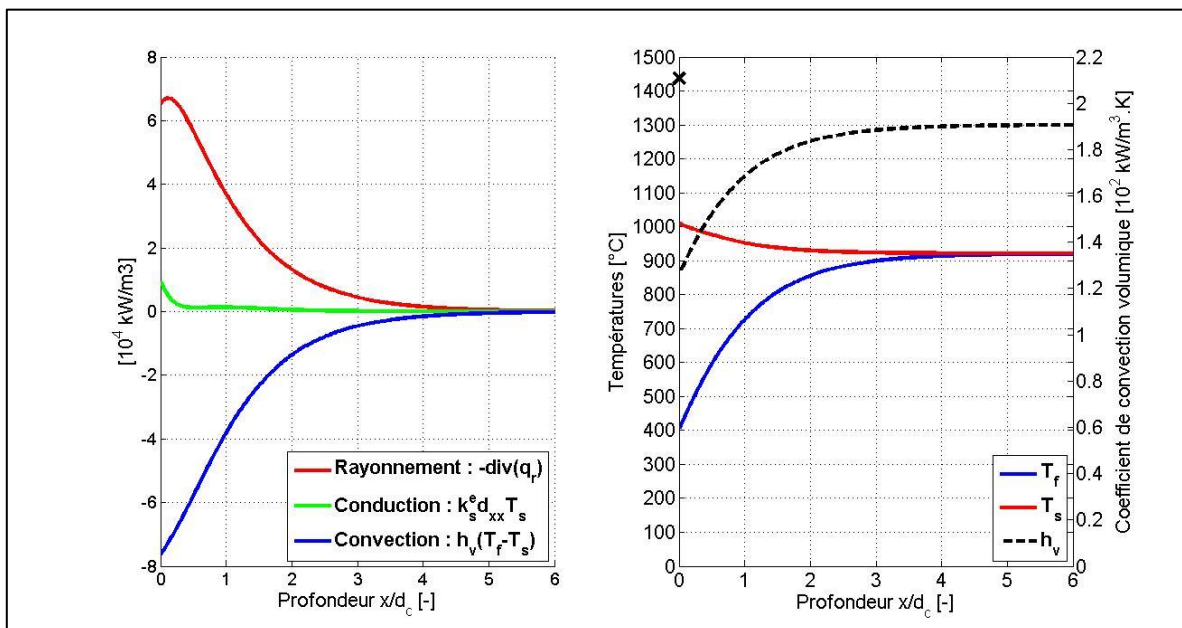 8
6
4
2
0
-2
-4
-6
-8
[10⁴ kW/m3]
0 1 2 3 4 5 6
Profondeur x/d_c [-]
Rayonnement : -div(q_r)
Conduction : k_s^e d_xx T_s
Convection : h_v(T_f-T_s)
1500
1400
1300
1200
1100
1000
900
800
700
600
500
400
300
200
100
0
Températures [°C]
0 1 2 3 4 5 6
Profondeur x/d_c [-]
T_f
T_s
h_v
2.2
2
1.8
1.6
1.4
1.2
1
0.8
0.6
0.4
0.2
0
Coefficient de convection volumique [10² kW/m³.K]